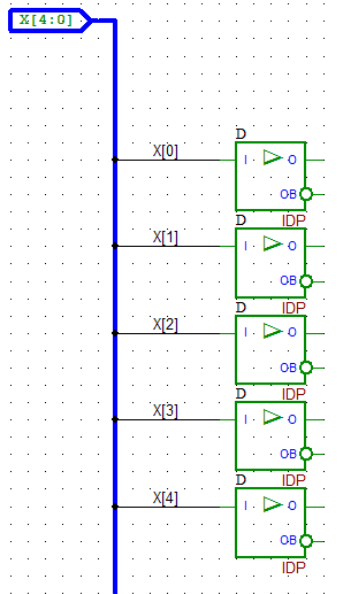 X[4:0]
D
X[0]
I O
OB
IDP
D
X[1]
I O
OB
IDP
D
X[2]
I O
OB
IDP
D
X[3]
I O
OB
IDP
D
X[4]
I O
OB
IDP